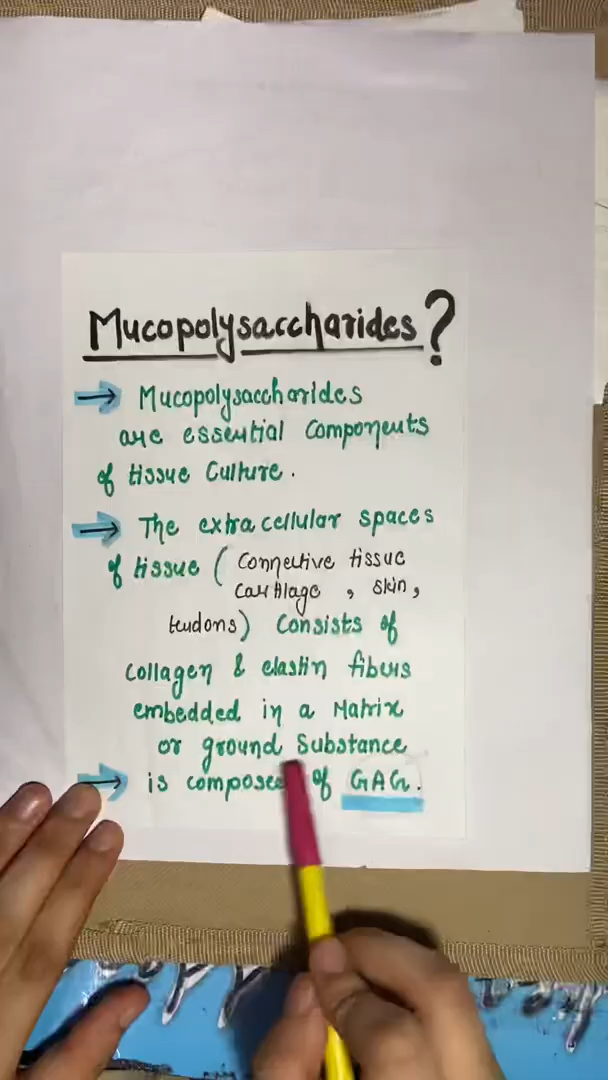 Mucopolysaccharides?
→ Mucopolysaccharides
are essential components
of tissue Culture.
→ The extracellular spaces
of tissue ( Connective tissue
cartilage , skin,
tendons) Consists of
Collagen & elastin fibers
embedded in a Matrix
or ground Substance
→ is composed of GAGs.